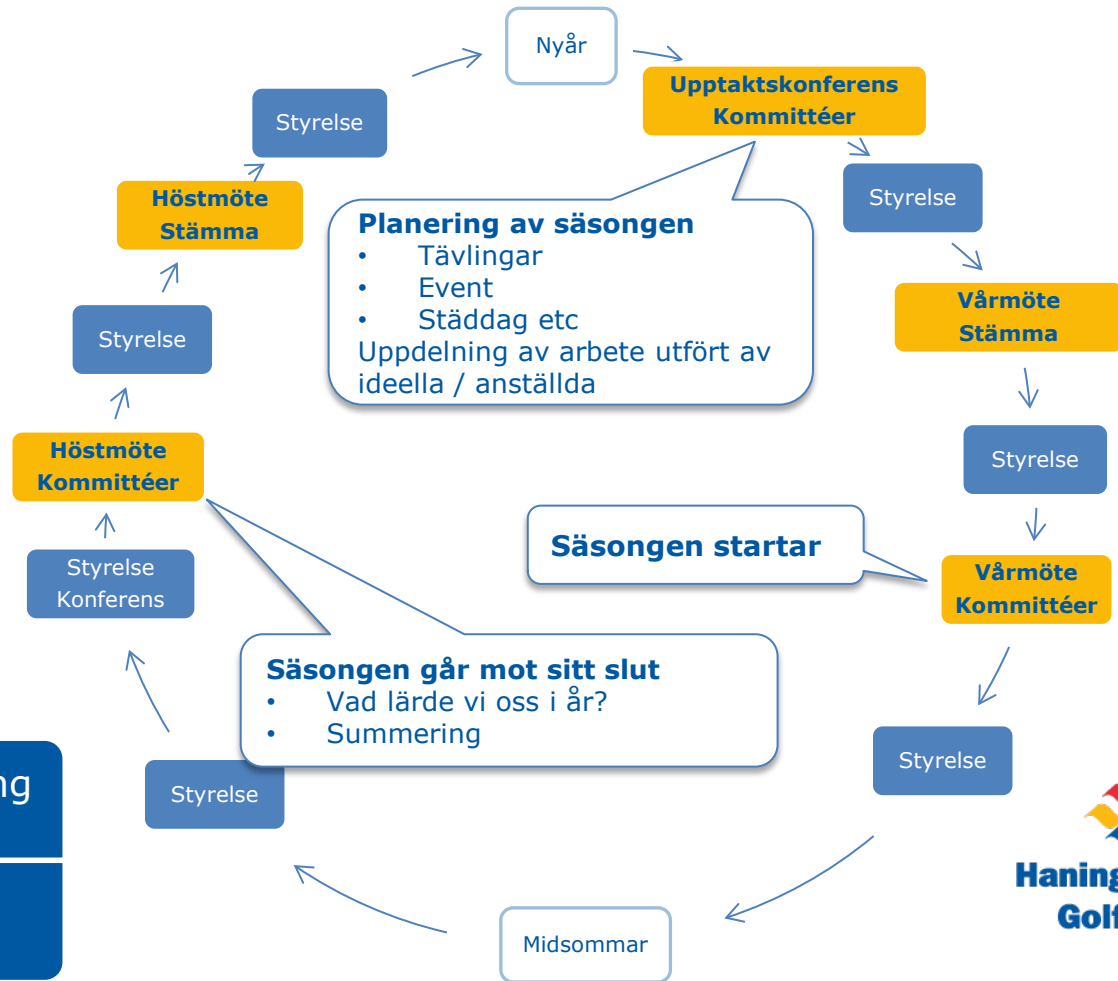 Nyår
Upptaktskonferens
Kommittéer
Styrelse
Vårmöte
Stämma
Styrelse
Vårmöte
Kommittéer
Styrelse
Midsommar
Styrelse
Styrelse
Konferens
Höstmöte
Kommittéer
Styrelse
Höstmöte
Stämma
Styrelse
Planering av säsongen
• Tävlingar
• Event
• Städdag etc
Uppdelning av arbete utfört av
ideella / anställda
Säsongen startar
Säsongen går mot sitt slut
• Vad lärde vi oss i år?
• Summering
ng
Haning
Golf